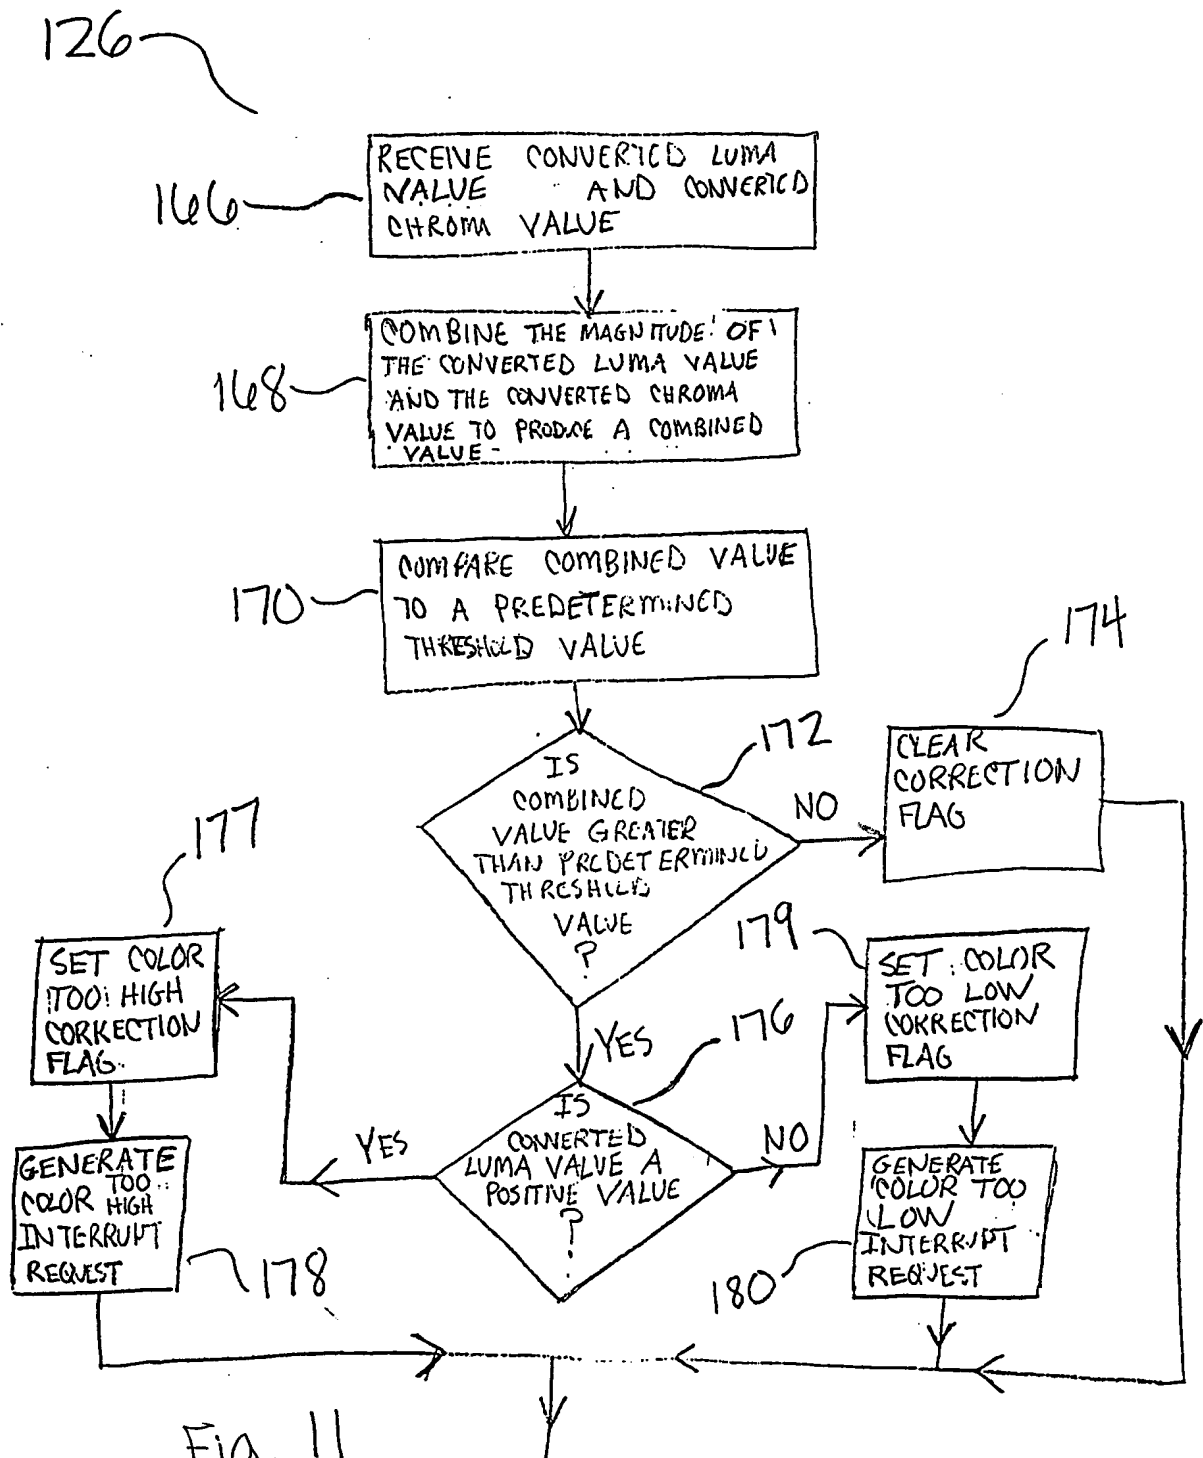 126
166
RECEIVE CONVERTED LUMA
VALUE AND CONVERTED
CHROMA VALUE
168
COMBINE THE MAGNITUDE OF
THE CONVERTED LUMA VALUE
AND THE CONVERTED CHROMA
VALUE TO PRODUCE A COMBINED
VALUE
170
COMPARE COMBINED VALUE
TO A PREDETERMINED
THRESHOLD VALUE
174
172
IS
COMBINED
VALUE GREATER
THAN PREDETERMINED
THRESHOLD
VALUE
?
NO
CLEAR
CORRECTION
FLAG
177
SET COLOR
TOO HIGH
CORRECTION
FLAG
179
SET COLOR
TOO LOW
CORRECTION
FLAG
YES
176
IS
CONVERTED
LUMA VALUE A
POSITIVE VALUE
?
YES
NO
GENERATE
COLOR TOO
HIGH
INTERRUPT
REQUEST
178
GENERATE
COLOR TOO
LOW
INTERRUPT
REQUEST
180
Fig. 11